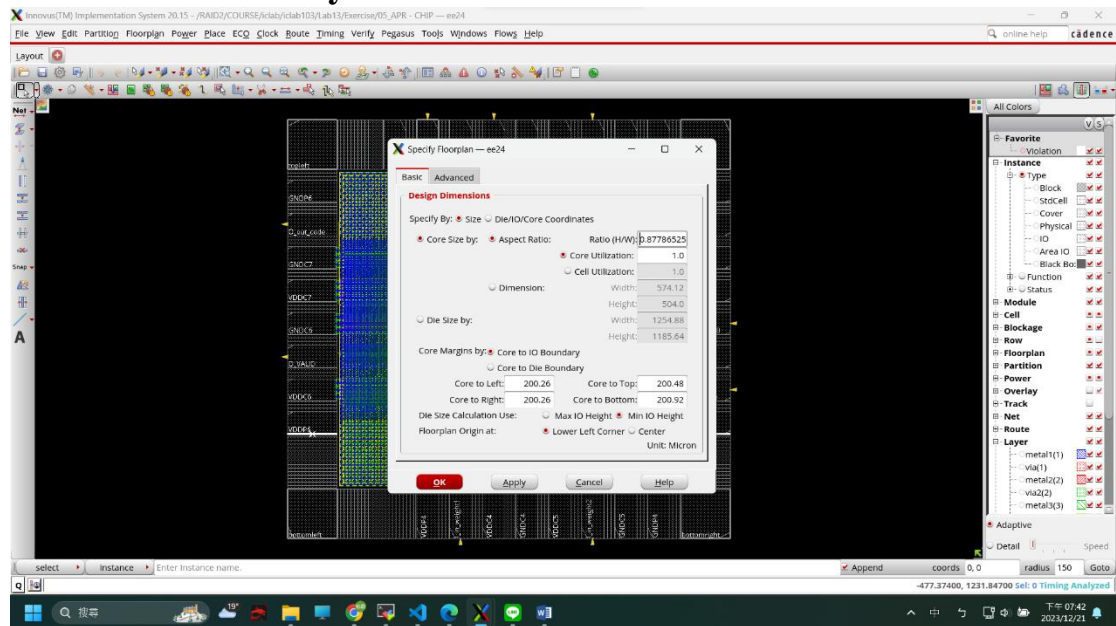 Innovus(TM) Implementation System 20.15 - /RAID2/COURSE/iclab/iclab103/Lab13/Exercise/05_APR - CHIP — ee24
File View Edit Partition Floorplan Power Place ECO Clock Route Timing Verify Pegasus Tools Windows Flows Help
online help cādence
Layout
All Colors
Net
V S
Favorite
Violation
Instance
Type
Block
StdCell
Cover
Physical
IO
Area IO
Black Box
Function
Status
Module
Cell
Blockage
Row
Floorplan
Partition
Power
Overlay
Track
Net
Route
Layer
metal1(1)
via(1)
metal2(2)
via2(2)
metal3(3)
Adaptive
Detail Speed
Snap
A
topleft
GNDP6
O_out_code
GNDC7
VDDC7
GNDC6
O_VALID
VDDC6
VDDP6
bottomleft
VDDP4
VDDC4
GNDC4
VDDC5
GNDC5
GNDP4
bottomright
Specify Floorplan — ee24
Basic Advanced
Design Dimensions
Specify By: Size Die/IO/Core Coordinates
Core Size by: Aspect Ratio: Ratio (H/W): 0.87786525
Core Utilization: 1.0
Cell Utilization: 1.0
Dimension: Width: 574.12
Height: 504.0
Die Size by: Width: 1254.88
Height: 1185.64
Core Margins by: Core to IO Boundary
Core to Die Boundary
Core to Left: 200.26 Core to Top: 200.48
Core to Right: 200.26 Core to Bottom: 200.92
Die Size Calculation Use: Max IO Height Min IO Height
Floorplan Origin at: Lower Left Corner Center
Unit: Micron
OK Apply Cancel Help
select Instance Enter Instance name. Append coords 0, 0 radius 150 Goto
Q -477.37400, 1231.84700 Sel: 0 Timing Analyzed
搜尋 19° 中 下午 07:42
2023/12/21